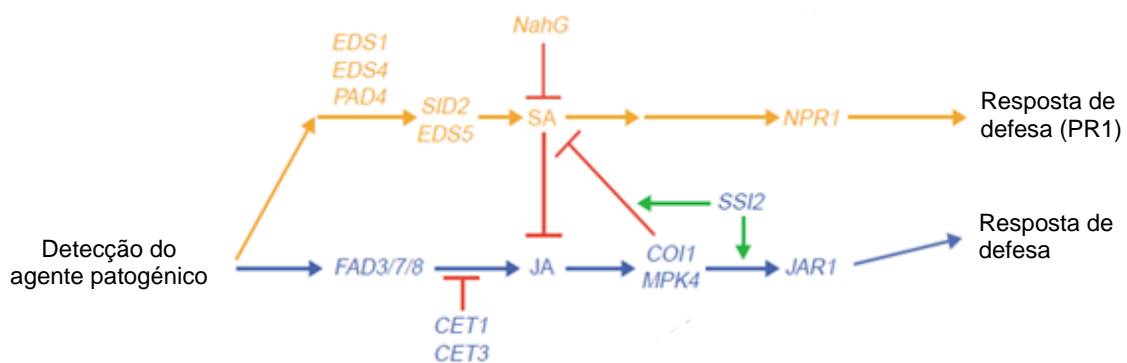 NahG
EDS1
EDS4
PAD4
SID2
EDS5
SA
NPR1
Resposta de
defesa (PR1)
SSI2
Detecção do
agente patogénico
FAD3/7/8
JA
COI1
MPK4
JAR1
Resposta de
defesa
CET1
CET3